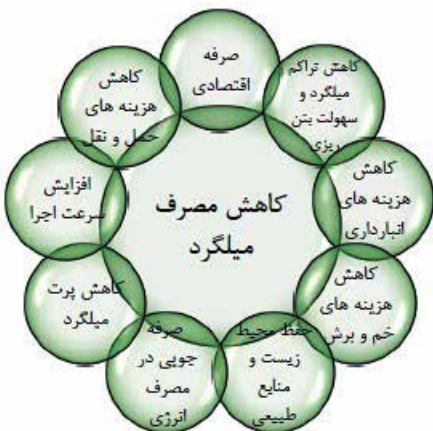 کاهش مصرف
میلگرد
صرفه
اقتصادی
کاهش تراکم
میلگرد و
سهولت بتن
ریزی
کاهش
هزینه های
انبارداری
کاهش
هزینه های
خم و برش
حفظ محیط
زیست و
منابع
طبیعی
صرفه
جویی در
مصرف
انرژی
کاهش پرت
میلگرد
افزایش
سرعت اجرا
کاهش
هزینه های
حمل و نقل